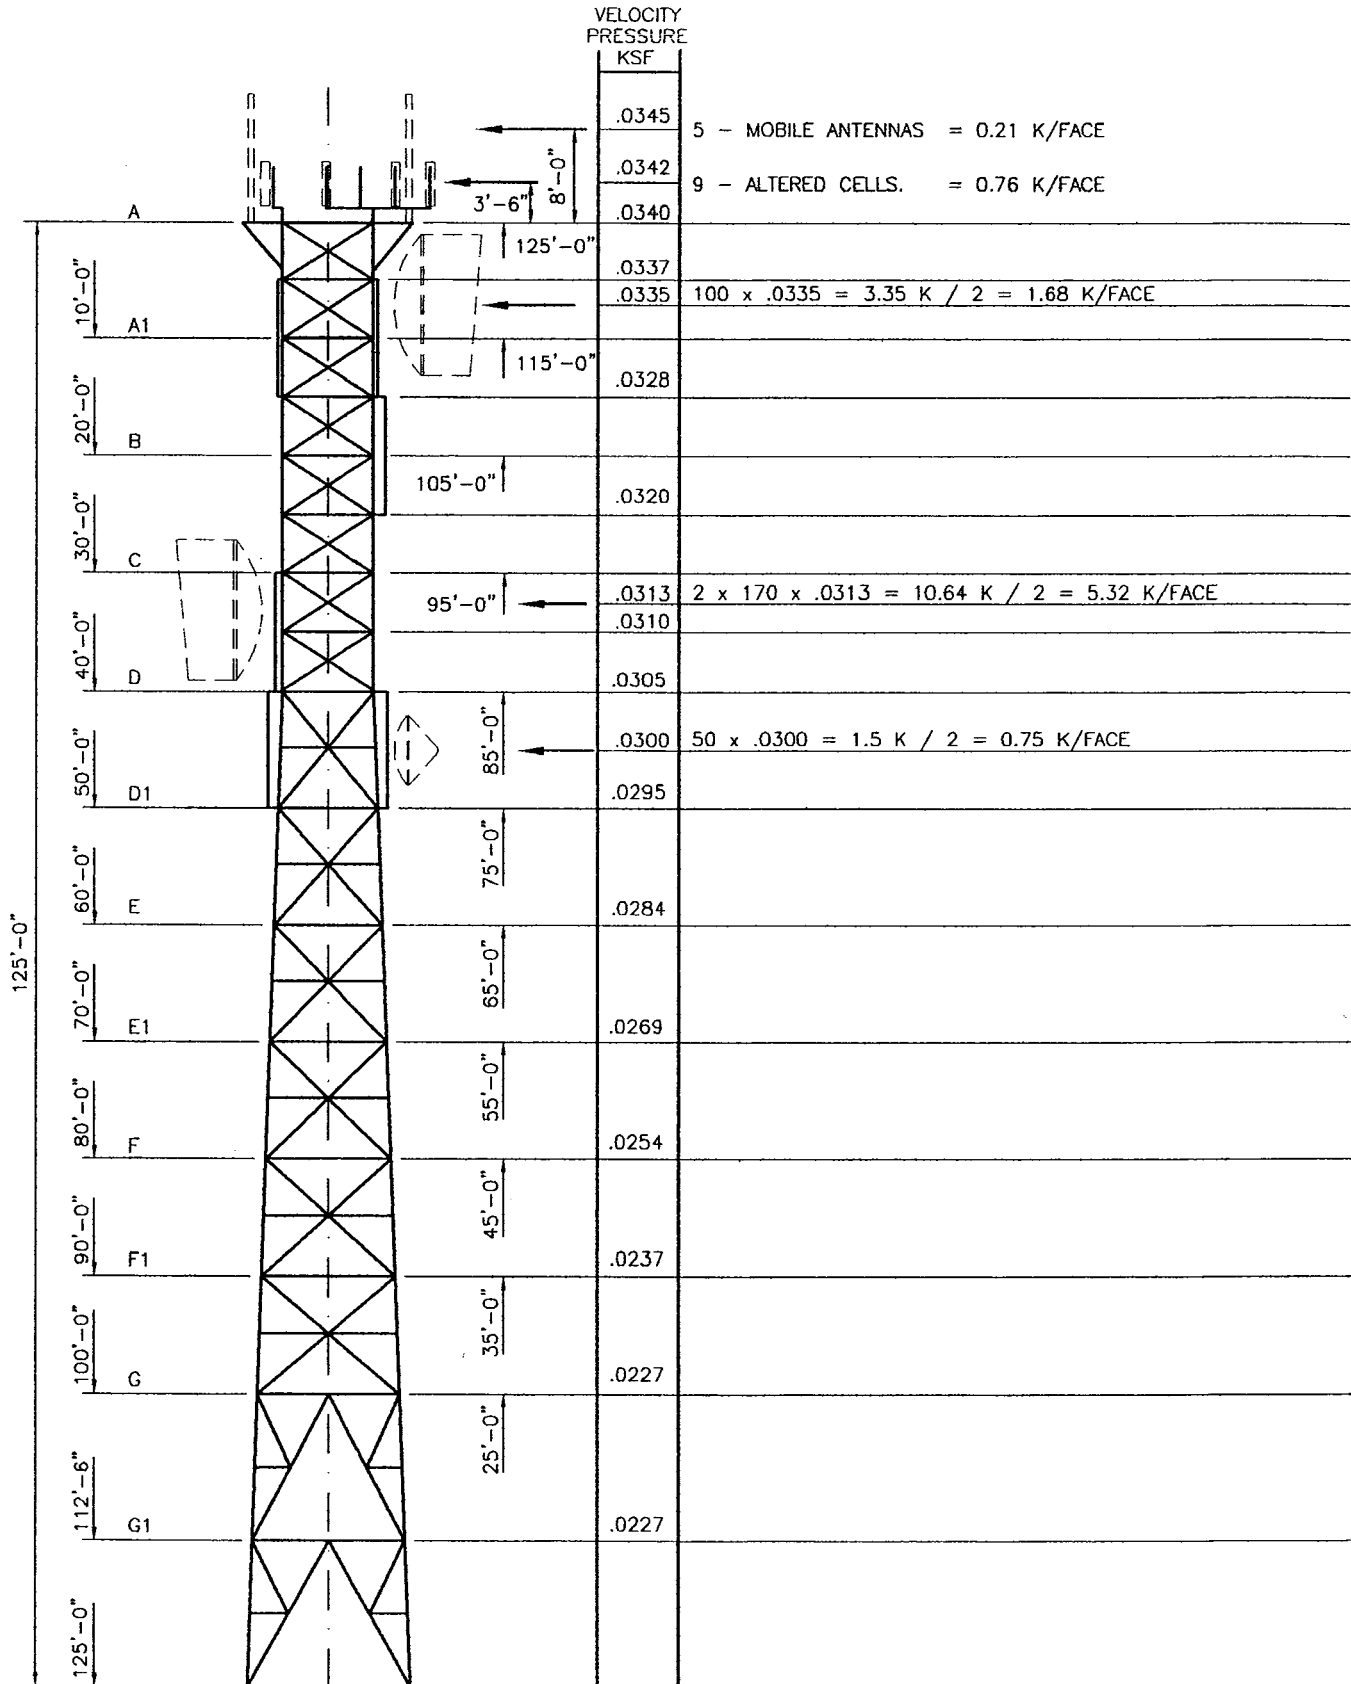 VELOCITY
PRESSURE
KSF
.0345
5 - MOBILE ANTENNAS = 0.21 K/FACE
8'-0"
.0342
9 - ALTERED CELLS. = 0.76 K/FACE
3'-6"
A
.0340
125'-0"
.0337
10'-0"
.0335
100 x .0335 = 3.35 K / 2 = 1.68 K/FACE
A1
115'-0"
.0328
20'-0"
B
105'-0"
.0320
30'-0"
C
95'-0"
.0313
2 x 170 x .0313 = 10.64 K / 2 = 5.32 K/FACE
.0310
40'-0"
D
.0305
85'-0"
.0300
50 x .0300 = 1.5 K / 2 = 0.75 K/FACE
50'-0"
D1
.0295
75'-0"
60'-0"
E
.0284
125'-0"
65'-0"
70'-0"
E1
.0269
55'-0"
80'-0"
F
.0254
45'-0"
90'-0"
F1
.0237
35'-0"
100'-0"
G
.0227
25'-0"
112'-6"
G1
.0227
125'-0"